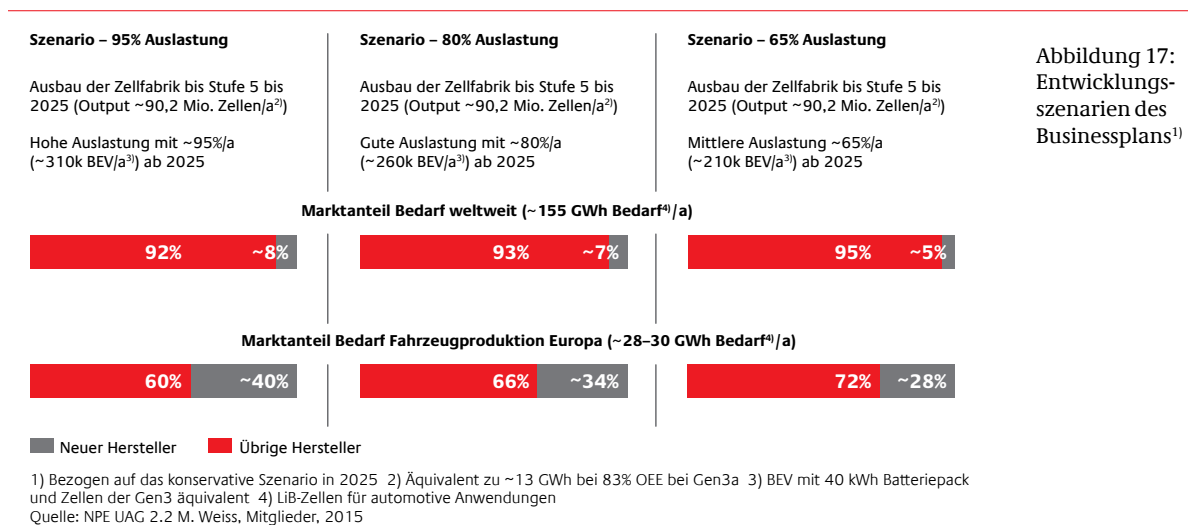 Szenario – 95% Auslastung
Ausbau der Zellfabrik bis Stufe 5 bis
2025 (Output ~90,2 Mio. Zellen/a²⁾)
Hohe Auslastung mit ~95%/a
(~310k BEV/a³⁾) ab 2025
Szenario – 80% Auslastung
Ausbau der Zellfabrik bis Stufe 5 bis
2025 (Output ~90,2 Mio. Zellen/a²⁾)
Gute Auslastung mit ~80%/a
(~260k BEV/a³⁾) ab 2025
Szenario – 65% Auslastung
Ausbau der Zellfabrik bis Stufe 5 bis
2025 (Output ~90,2 Mio. Zellen/a²⁾)
Mittlere Auslastung ~65%/a
(~210k BEV/a³⁾) ab 2025
Abbildung 17:
Entwicklungs-
szenarien des
Businessplans¹⁾
Marktanteil Bedarf weltweit (~155 GWh Bedarf⁴⁾/a)
92% ~8% 93% ~7% 95% ~5%
Marktanteil Bedarf Fahrzeugproduktion Europa (~28–30 GWh Bedarf⁴⁾/a)
60% ~40% 66% ~34% 72% ~28%
Neuer Hersteller Übrige Hersteller
1) Bezogen auf das konservative Szenario in 2025 2) Äquivalent zu ~13 GWh bei 83% OEE bei Gen3a 3) BEV mit 40 kWh Batteriepack
und Zellen der Gen3 äquivalent 4) LiB-Zellen für automotive Anwendungen
Quelle: NPE UAG 2.2 M. Weiss, Mitglieder, 2015